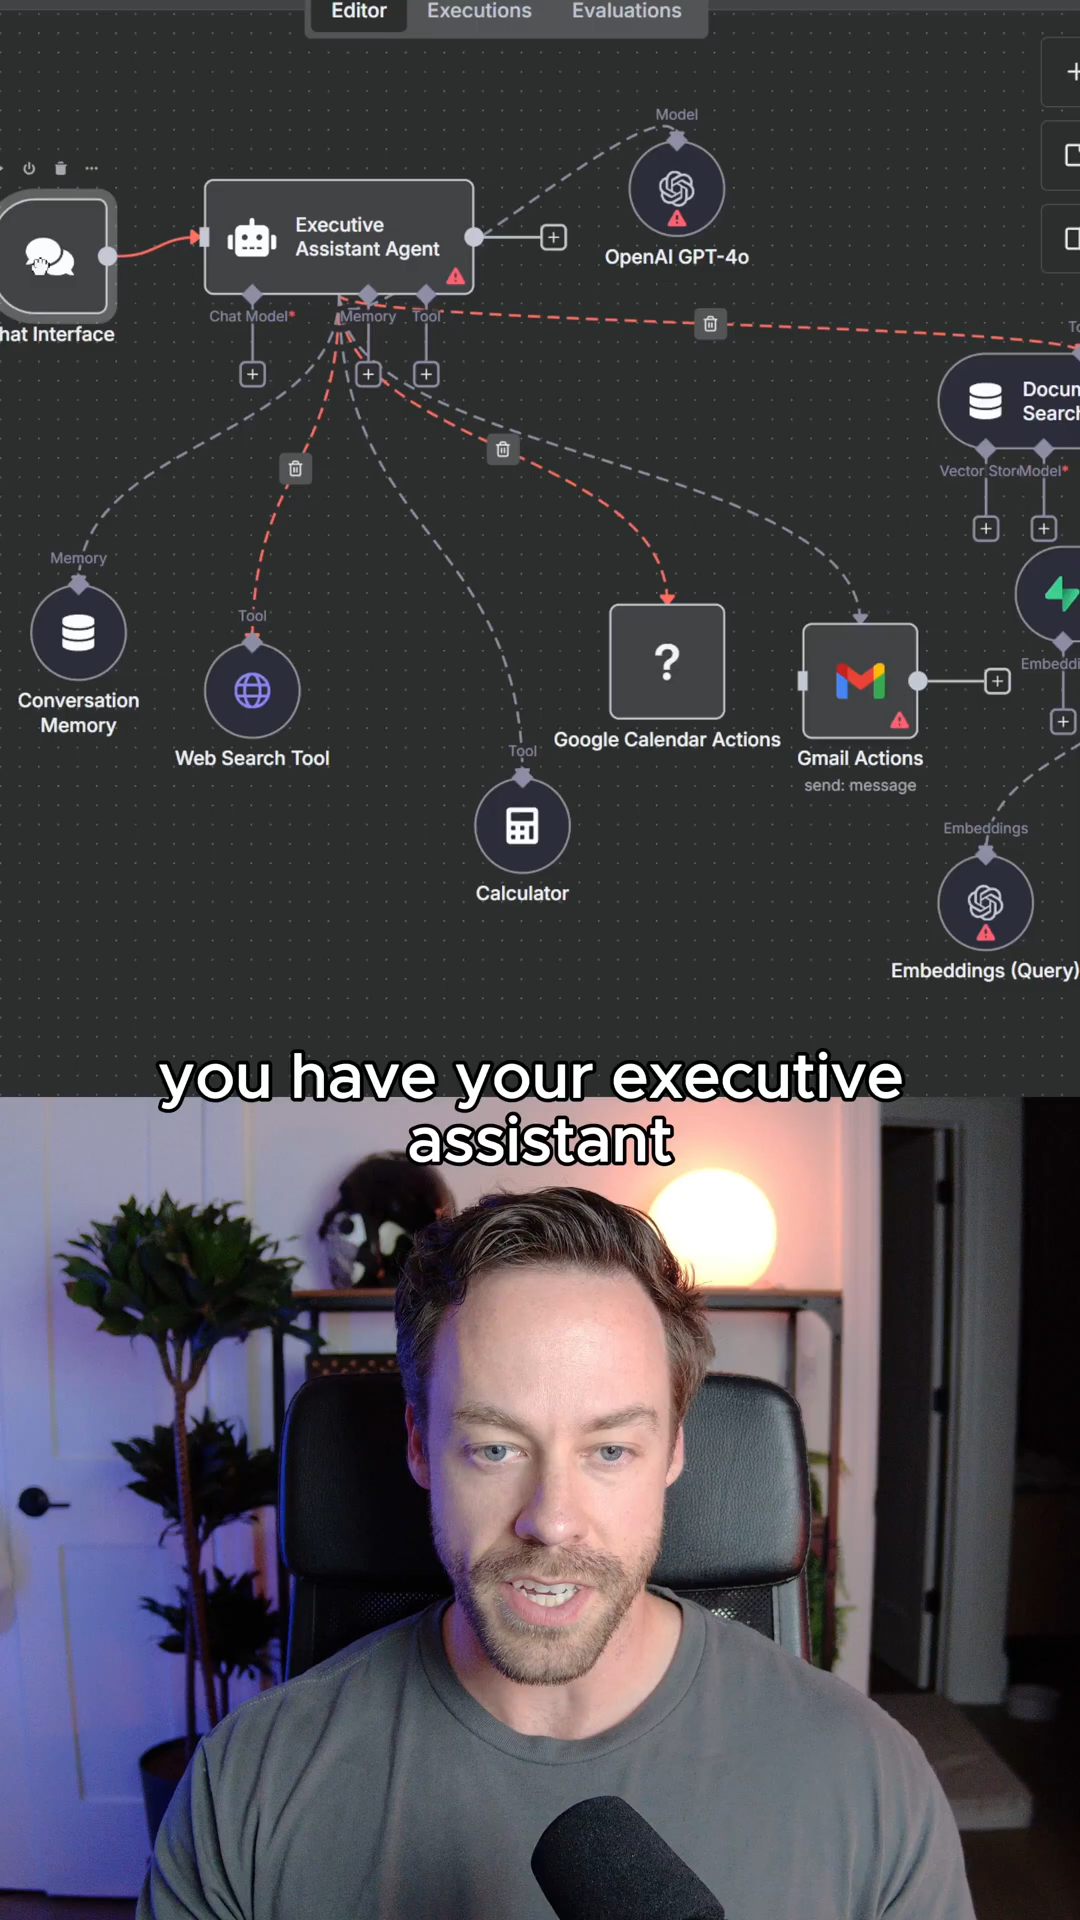 Editor Executions Evaluations
Model
OpenAI GPT-4o
Executive
Assistant Agent
Chat Model*
Memory
Tool
hat Interface
Docum
Search
Vector Stor
Model*
Memory
Conversation
Memory
Tool
Web Search Tool
Tool
Calculator
?
Google Calendar Actions
Gmail Actions
send: message
Embeddi
Embeddings
Embeddings (Query)
you have your executive
assistant